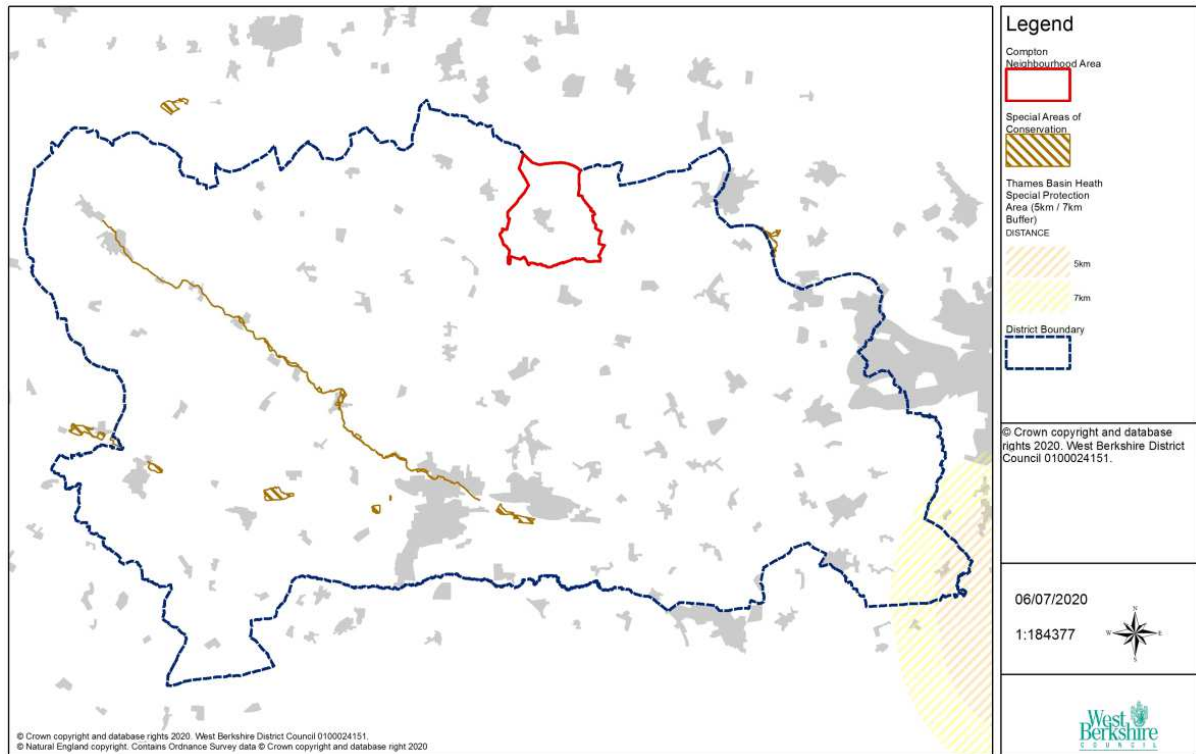 Legend
Compton
Neighbourhood Area
Special Areas of
Conservation
Thames Basin Heath
Special Protection
Area (5km / 7km
Buffer)
DISTANCE
5km
7km
District Boundary
© Crown copyright and database
rights 2020. West Berkshire District
Council 0100024151.
06/07/2020
1:184377
N
W
E
S
West
Berkshire
COUNCIL
© Crown copyright and database rights 2020. West Berkshire District Council 0100024151.
© Natural England copyright. Contains Ordnance Survey data © Crown copyright and database right 2020